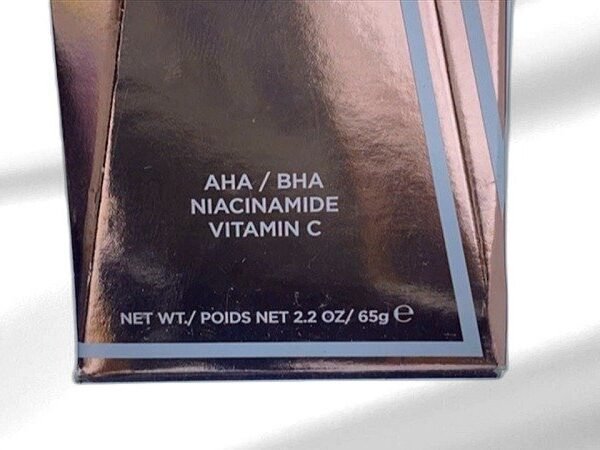 AHA / BHA
NIACINAMIDE
VITAMIN C
NET WT./ POIDS NET 2.2 OZ/ 65g ℮